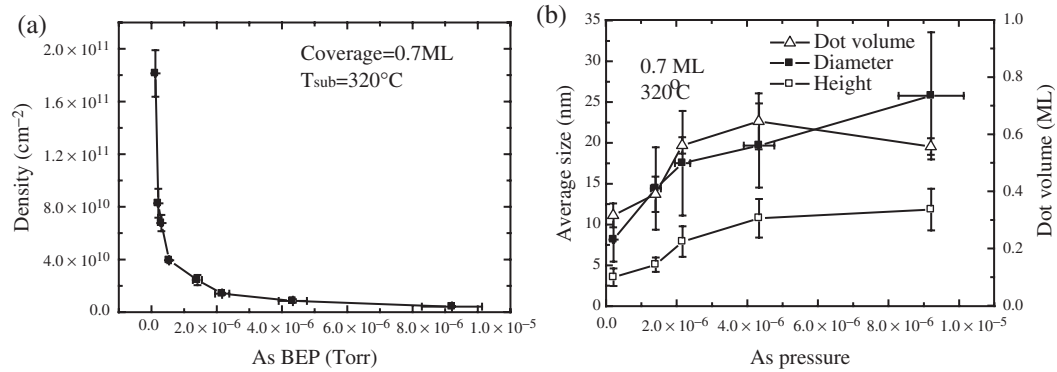 (a)
Coverage=0.7ML
Tsub=320°C
Density (cm−2)
2.0 × 10^11
1.6 × 10^11
1.2 × 10^11
8.0 × 10^10
4.0 × 10^10
0.0
0.0 2.0 × 10−6 4.0 × 10−6 6.0 × 10−6 8.0 × 10−6 1.0 × 10−5
As BEP (Torr)
(b)
0.7 ML
320°C
Dot volume
Diameter
Height
Average size (nm)
35
30
25
20
15
10
5
0
Dot volume (ML)
1.0
0.8
0.6
0.4
0.2
0.0
0.0 2.0 × 10−6 4.0 × 10−6 6.0 × 10−6 8.0 × 10−6 1.0 × 10−5
As pressure